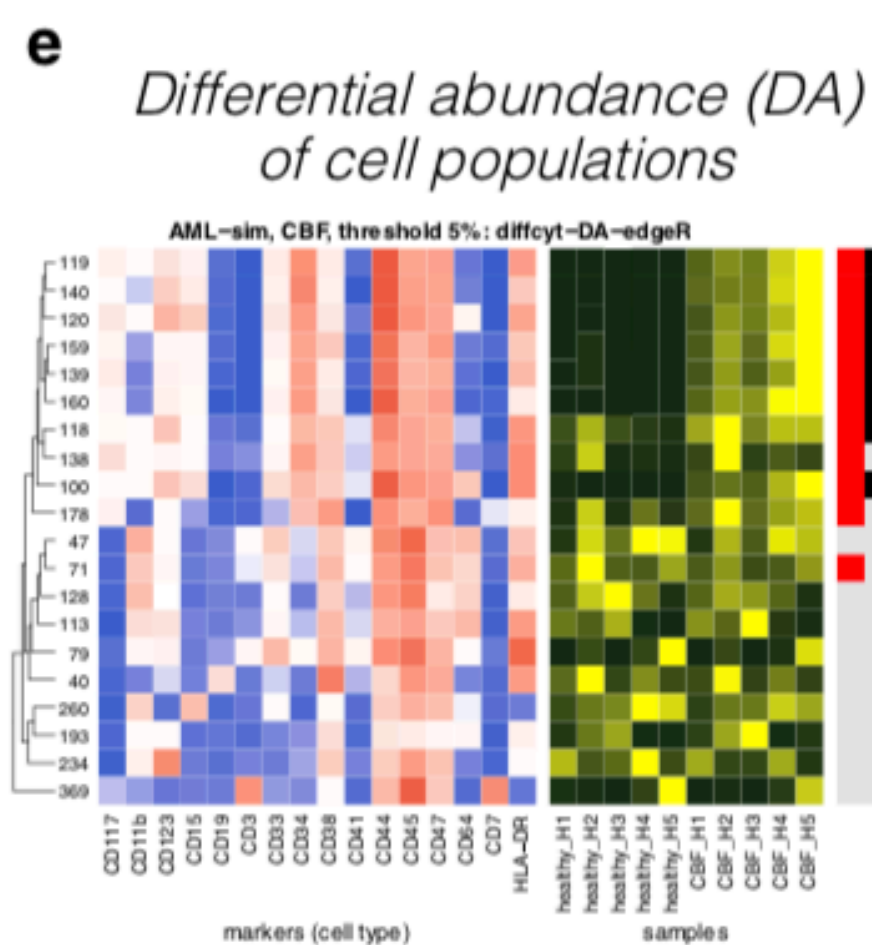 e
Differential abundance (DA)
of cell populations
AML−sim, CBF, threshold 5%: diffcyt−DA−edgeR
119
140
120
159
139
160
118
138
100
178
47
71
128
113
79
40
260
193
234
369
CD117
CD11b
CD123
CD15
CD19
CD3
CD33
CD34
CD38
CD41
CD44
CD45
CD47
CD64
CD7
HLA−DR
healthy_H1
healthy_H2
healthy_H3
healthy_H4
healthy_H5
CBF_H1
CBF_H2
CBF_H3
CBF_H4
CBF_H5
markers (cell type)
samples